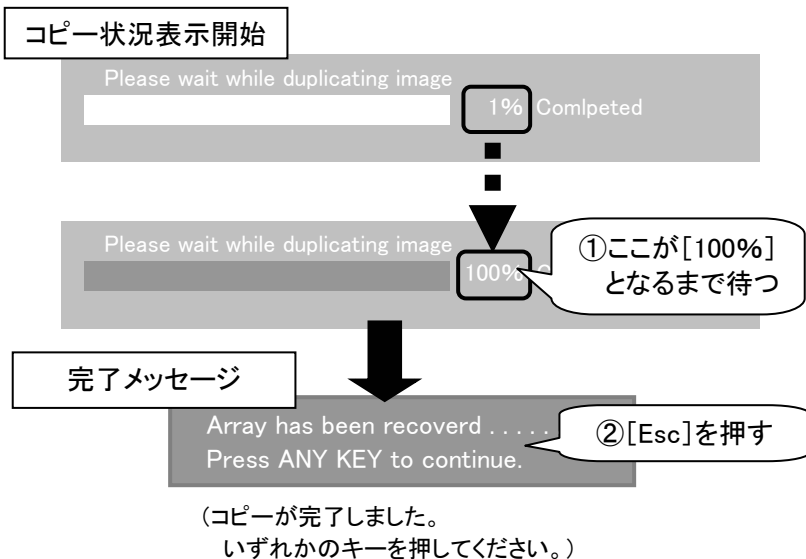 コピー状況表示開始
Please wait while duplicating image
1% Comlpeted
Please wait while duplicating image
100%
①ここが[100%]
となるまで待つ
完了メッセージ
Array has been recoverd . . . . .
Press ANY KEY to continue.
②[Esc]を押す
(コピーが完了しました。
いずれかのキーを押してください。)